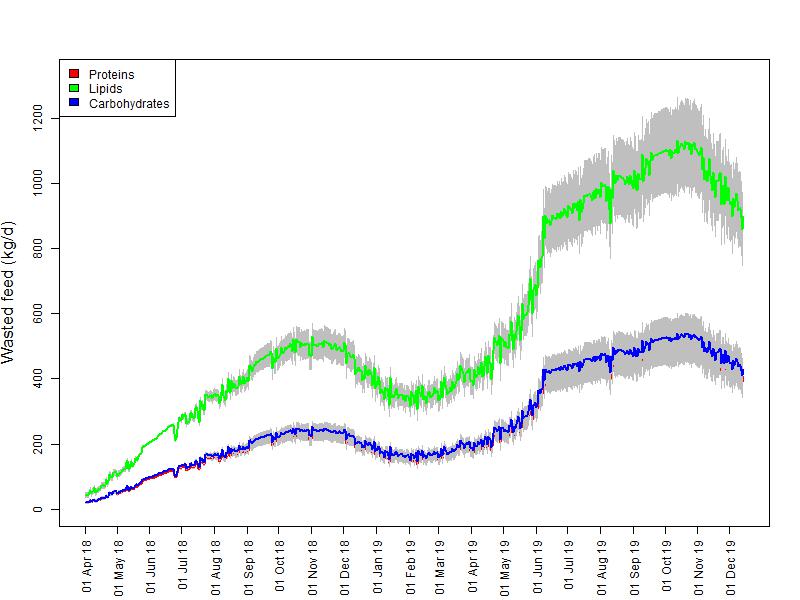 Proteins
Lipids
Carbohydrates
Wasted feed (kg/d)
1200
1000
800
600
400
200
0
01 Apr 18
01 May 18
01 Jun 18
01 Jul 18
01 Aug 18
01 Sep 18
01 Oct 18
01 Nov 18
01 Dec 18
01 Jan 19
01 Feb 19
01 Mar 19
01 Apr 19
01 May 19
01 Jun 19
01 Jul 19
01 Aug 19
01 Sep 19
01 Oct 19
01 Nov 19
01 Dec 19